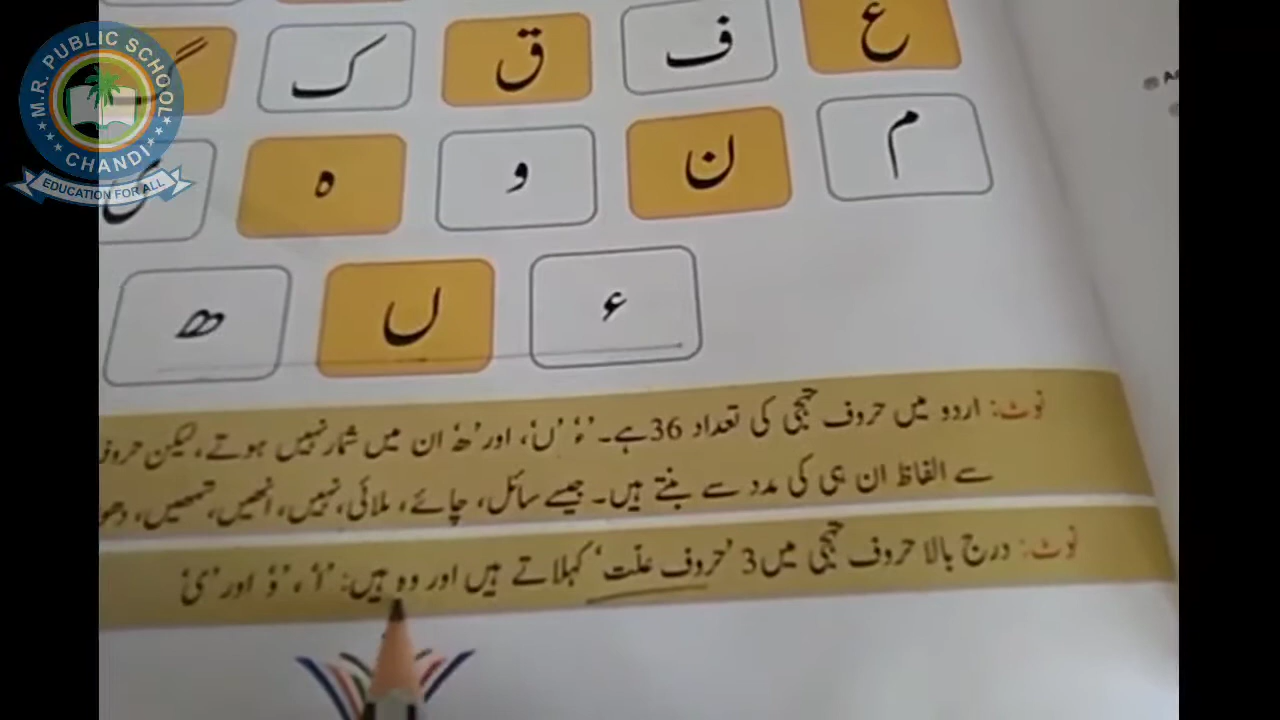 M.R. PUBLIC SCHOOL
CHANDI
EDUCATION FOR ALL
ع ف ق ک گ
م ن و ہ ی
ء ں ھ
نوٹ: اردو میں حروف تہجی کی تعداد 36 ہے۔ 'ء' 'ں'، اور 'ھ' ان میں شمار نہیں ہوتے، لیکن حروف
سے الفاظ ان ہی کی مدد سے بنتے ہیں۔ جیسے سائل، چائے، ملائی، نہیں، انھیں، تمھیں،
نوٹ: درج بالا حروف تہجی میں 3 'حروف علّت' کہلاتے ہیں اور وہ ہیں: 'ا'، 'و' اور 'ی'